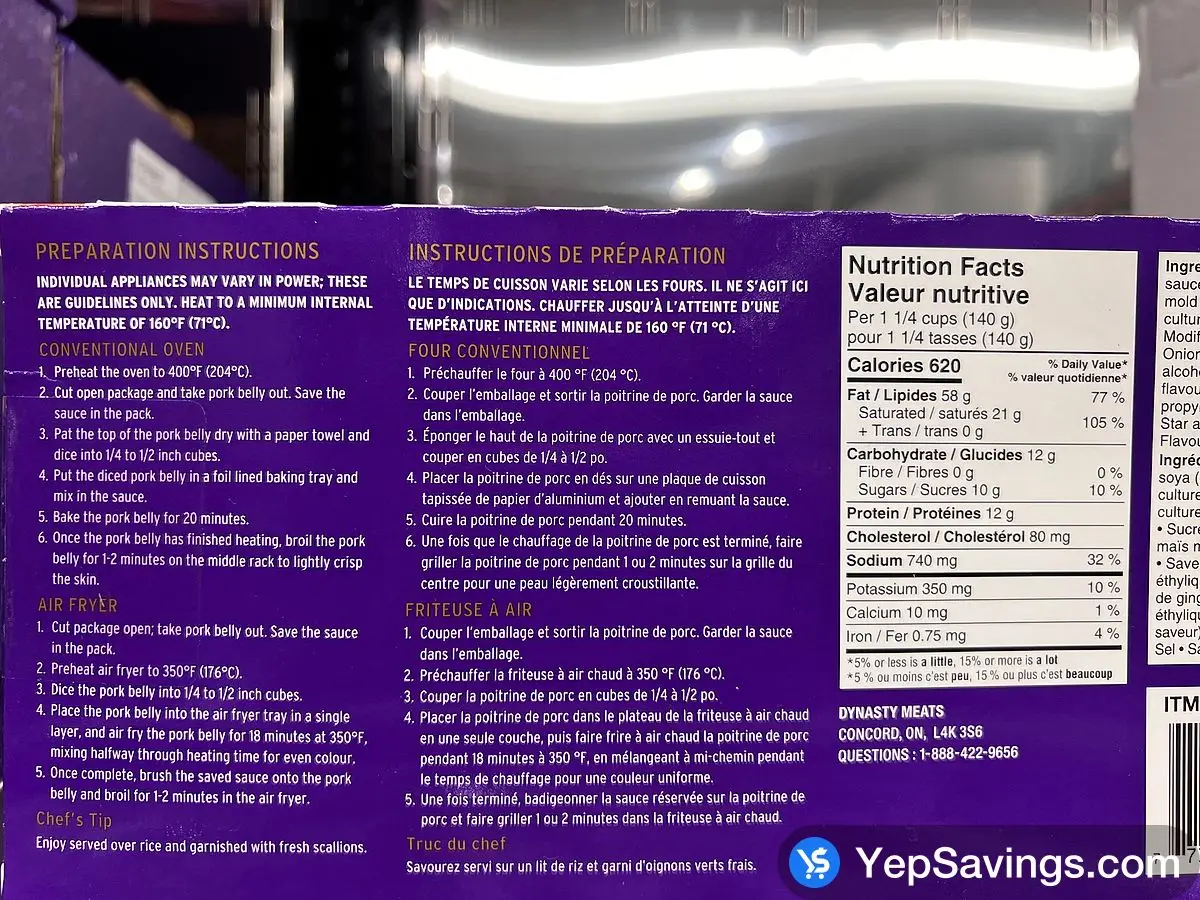 PREPARATION INSTRUCTIONS
INDIVIDUAL APPLIANCES MAY VARY IN POWER; THESE
ARE GUIDELINES ONLY. HEAT TO A MINIMUM INTERNAL
TEMPERATURE OF 160°F (71°C).
CONVENTIONAL OVEN
1. Preheat the oven to 400°F (204°C).
2. Cut open package and take pork belly out. Save the
sauce in the pack.
3. Pat the top of the pork belly dry with a paper towel and
dice into 1/4 to 1/2 inch cubes.
4. Put the diced pork belly in a foil lined baking tray and
mix in the sauce.
5. Bake the pork belly for 20 minutes.
6. Once the pork belly has finished heating, broil the pork
belly for 1-2 minutes on the middle rack to lightly crisp
the skin.
AIR FRYER
1. Cut package open; take pork belly out. Save the sauce
in the pack.
2. Preheat air fryer to 350°F (176°C).
3. Dice the pork belly into 1/4 to 1/2 inch cubes.
4. Place the pork belly into the air fryer tray in a single
layer, and air fry the pork belly for 18 minutes at 350°F,
mixing halfway through heating time for even colour.
5. Once complete, brush the saved sauce onto the pork
belly and broil for 1-2 minutes in the air fryer.
Chef's Tip
Enjoy served over rice and garnished with fresh scallions.
INSTRUCTIONS DE PRÉPARATION
LE TEMPS DE CUISSON VARIE SELON LES FOURS. IL NE S'AGIT ICI
QUE D'INDICATIONS. CHAUFFER JUSQU'À L'ATTEINTE D'UNE
TEMPÉRATURE INTERNE MINIMALE DE 160 °F (71 °C).
FOUR CONVENTIONNEL
1. Préchauffer le four à 400 °F (204 °C).
2. Couper l'emballage et sortir la poitrine de porc. Garder la sauce
dans l'emballage.
3. Éponger le haut de la poitrine de porc avec un essuie-tout et
couper en cubes de 1/4 à 1/2 po.
4. Placer la poitrine de porc en dés sur une plaque de cuisson
tapissée de papier d'aluminium et ajouter en remuant la sauce.
5. Cuire la poitrine de porc pendant 20 minutes.
6. Une fois que le chauffage de la poitrine de porc est terminé, faire
griller la poitrine de porc pendant 1 ou 2 minutes sur la grille du
centre pour une peau légèrement croustillante.
FRITEUSE À AIR
1. Couper l'emballage et sortir la poitrine de porc. Garder la sauce
dans l'emballage.
2. Préchauffer la friteuse à air chaud à 350 °F (176 °C).
3. Couper la poitrine de porc en cubes de 1/4 à 1/2 po.
4. Placer la poitrine de porc dans le plateau de la friteuse à air chaud
en une seule couche, puis faire frire à air chaud la poitrine de porc
pendant 18 minutes à 350 °F, en mélangeant à mi-chemin pendant
le temps de chauffage pour une couleur uniforme.
5. Une fois terminé, badigeonner la sauce réservée sur la poitrine de
porc et faire griller 1 ou 2 minutes dans la friteuse à air chaud.
Truc du chef
Savourez servi sur un lit de riz et garni d'oignons verts frais.
Nutrition Facts
Valeur nutritive
Per 1 1/4 cups (140 g)
pour 1 1/4 tasses (140 g)
Calories 620
% Daily Value*
% valeur quotidienne*
Fat / Lipides 58 g 77 %
Saturated / saturés 21 g
+ Trans / trans 0 g 105 %
Carbohydrate / Glucides 12 g
Fibre / Fibres 0 g 0 %
Sugars / Sucres 10 g 10 %
Protein / Protéines 12 g
Cholesterol / Cholestérol 80 mg
Sodium 740 mg 32 %
Potassium 350 mg 10 %
Calcium 10 mg 1 %
Iron / Fer 0.75 mg 4 %
*5% or less is a little, 15% or more is a lot
*5 % ou moins c'est peu, 15 % ou plus c'est beaucoup
DYNASTY MEATS
CONCORD, ON, L4K 3S6
QUESTIONS : 1-888-422-9656
sauce
mold
soya (
culture
culture
• Sucre
• Save
de ging
saveur)
Sel • Sa
ITM
YepSavings.com